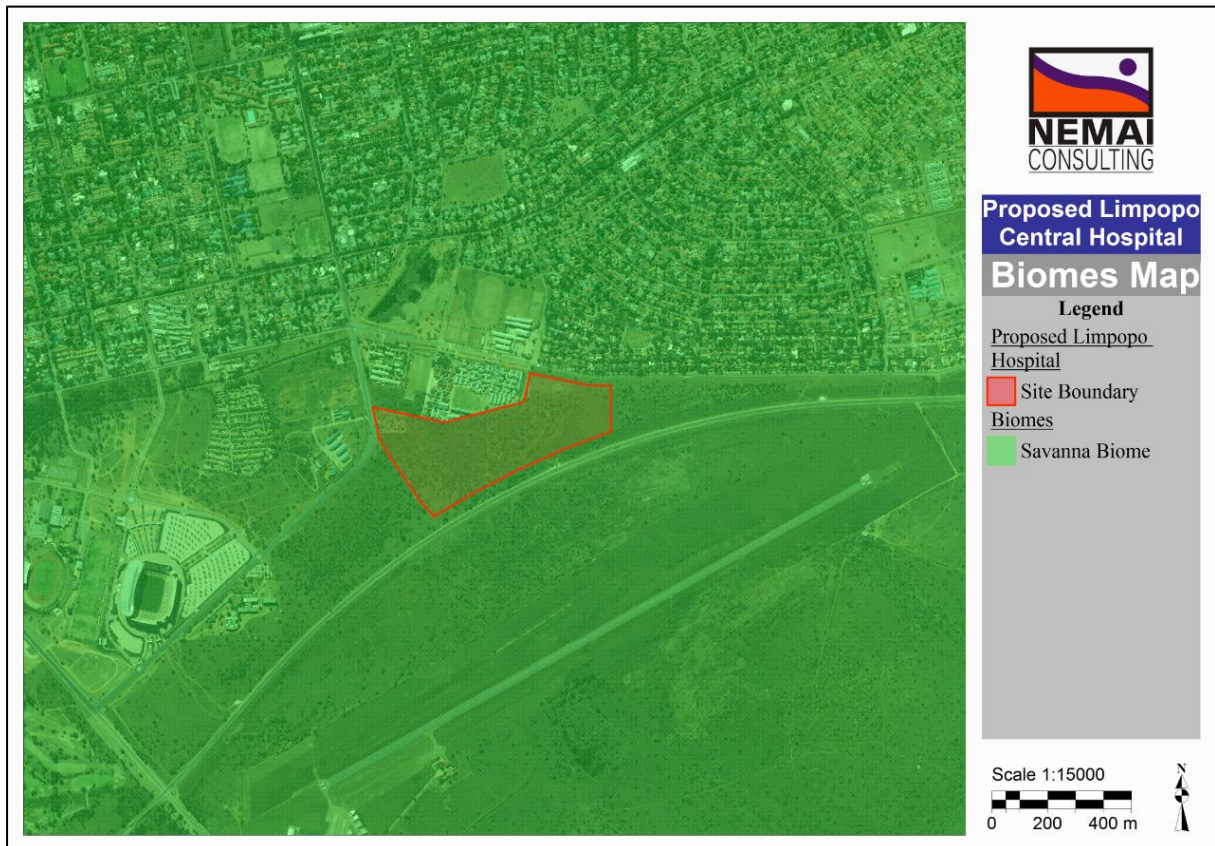 NEMAI
CONSULTING
Proposed Limpopo
Central Hospital
Biomes Map
Legend
Proposed Limpopo
Hospital
Site Boundary
Biomes
Savanna Biome
Scale 1:15000
N
0 200 400 m